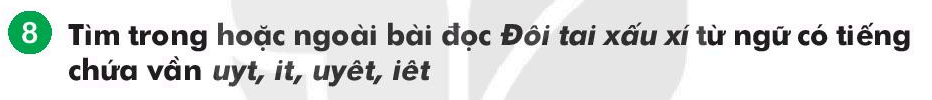 8 Tìm trong hoặc ngoài bài đọc Đôi tai xấu xí từ ngữ có tiếng
chứa vần uyt, it, uyêt, iêt